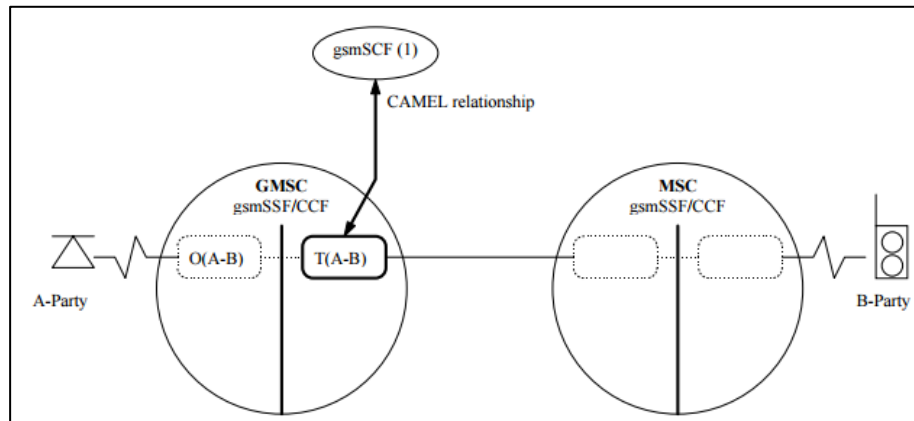 gsmSCF (1)
CAMEL relationship
GMSC
gsmSSF/CCF
MSC
gsmSSF/CCF
O(A-B)
T(A-B)
A-Party
B-Party